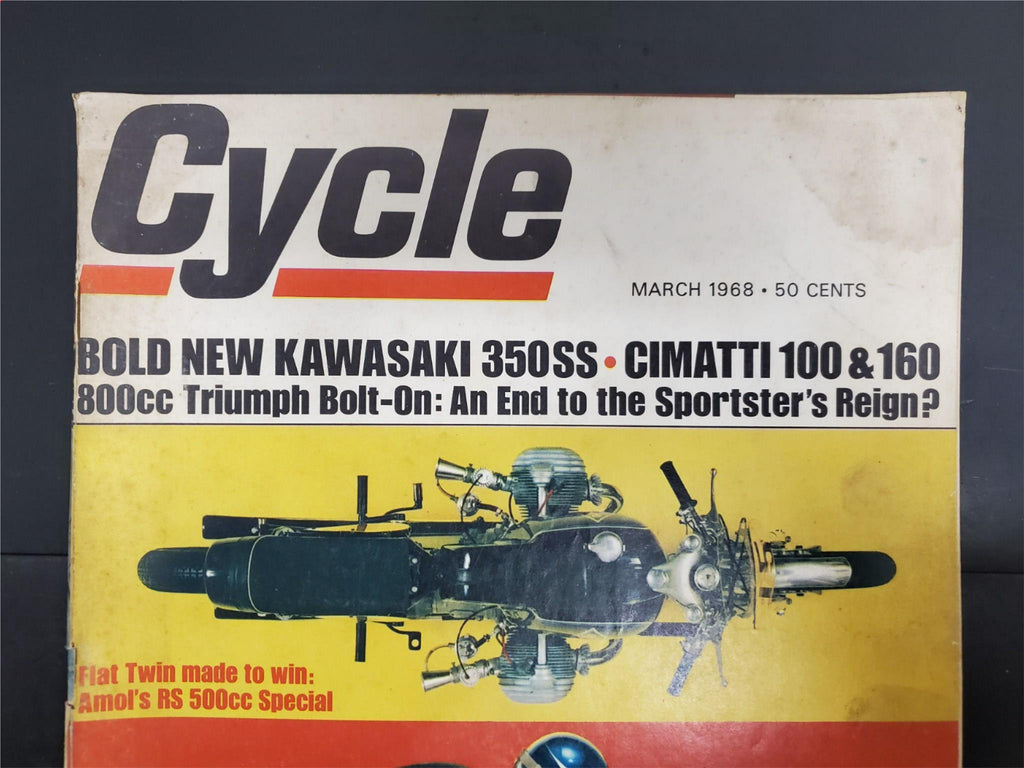 Cycle
MARCH 1968 • 50 CENTS
BOLD NEW KAWASAKI 350SS • CIMATTI 100 & 160
800cc Triumph Bolt-On: An End to the Sportster's Reign?
Flat Twin made to win:
Amol's RS 500cc Special